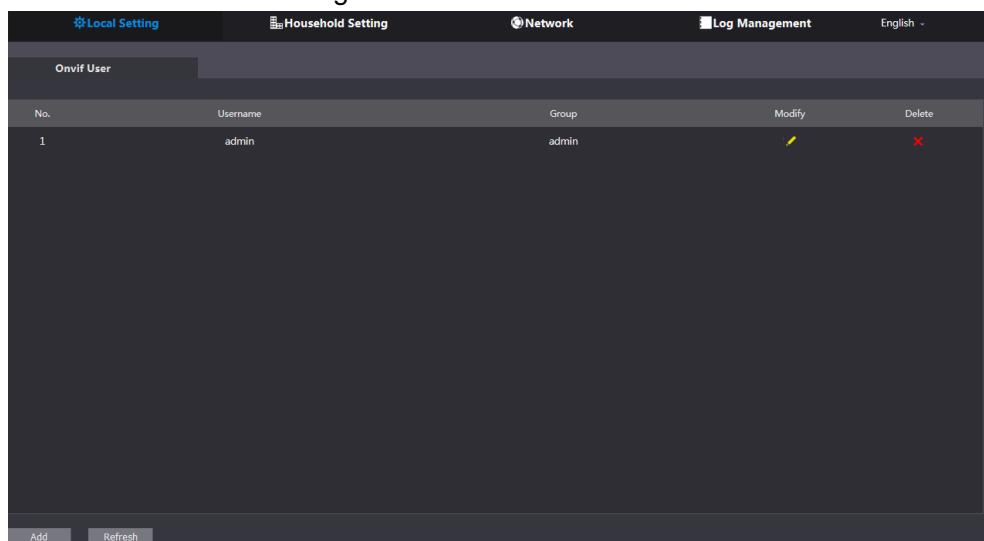 Local Setting Household Setting Network Log Management English
Onvif User
No. Username Group Modify Delete
1 admin admin
Add Refresh